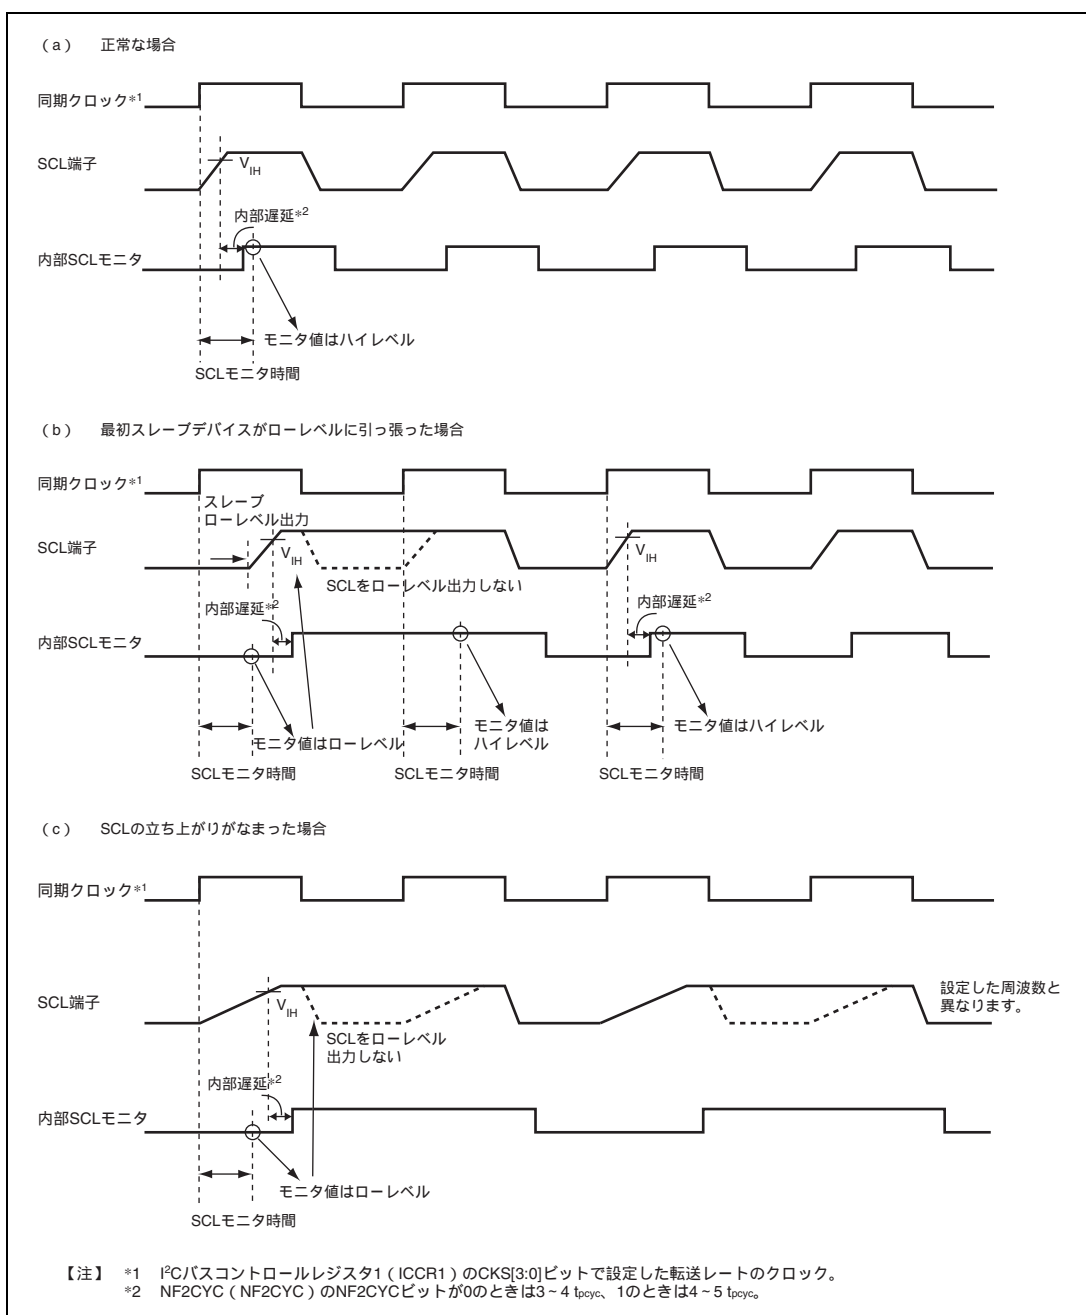 (a) 正常な場合
同期クロック*1
SCL端子
VIH
内部遅延*2
内部SCLモニタ
モニタ値はハイレベル
SCLモニタ時間
(b) 最初スレーブデバイスがローレベルに引っ張った場合
同期クロック*1
スレーブ
ローレベル出力
SCL端子
VIH
VIH
SCLをローレベル出力しない
内部遅延*2
内部遅延*2
内部SCLモニタ
モニタ値はローレベル
モニタ値は
ハイレベル
モニタ値はハイレベル
SCLモニタ時間
SCLモニタ時間
SCLモニタ時間
(c) SCLの立ち上がりがなまった場合
同期クロック*1
SCL端子
VIH
設定した周波数と
異なります。
SCLをローレベル
出力しない
内部遅延*2
内部SCLモニタ
モニタ値はローレベル
SCLモニタ時間
【注】 *1 I²Cバスコントロールレジスタ1(ICCR1)のCKS[3:0]ビットで設定した転送レートのクロック。
*2 NF2CYC(NF2CYC)のNF2CYCビットが0のときは3~4 tpcyc、1のときは4~5 tpcyc。